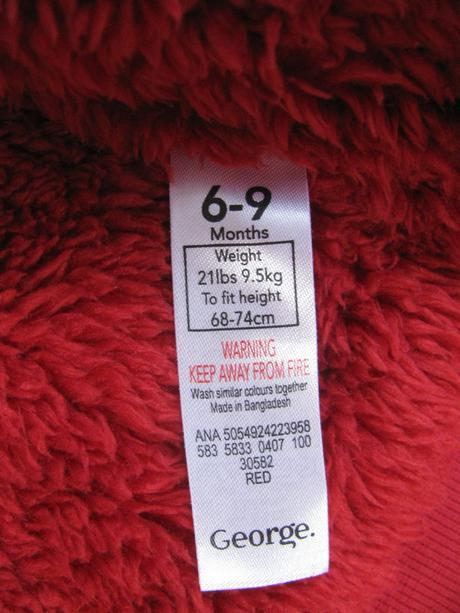 6-9
Months
Weight
21lbs 9.5kg
To fit height
68-74cm
WARNING
KEEP AWAY FROM FIRE
Wash similar colours together
Made in Bangladesh
ANA 5054924223958
583 5833 0407 100
30582
RED
George.